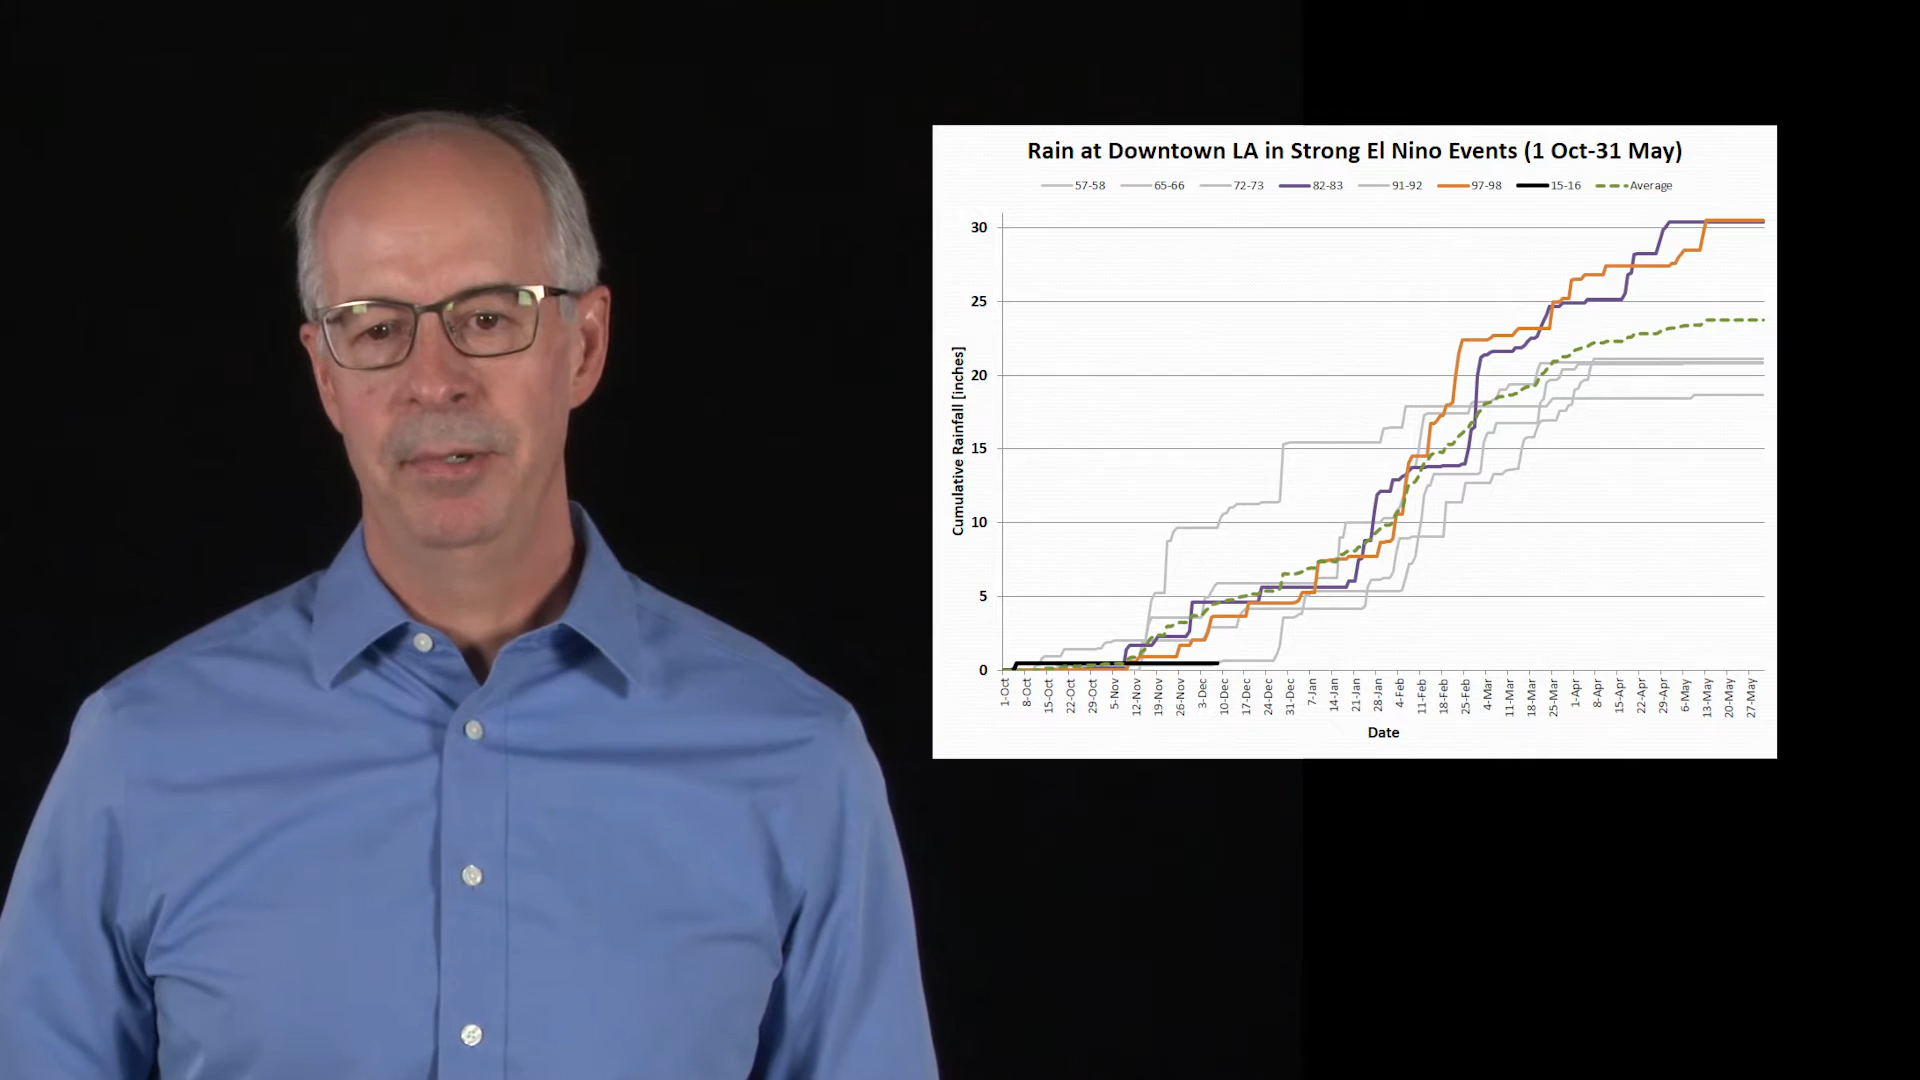 Rain at Downtown LA in Strong El Nino Events (1 Oct-31 May)
57-58 65-66 72-73 82-83 91-92 97-98 15-16 Average
Cumulative Rainfall [inches]
30
25
20
15
10
5
0
1-Oct 8-Oct 15-Oct 22-Oct 29-Oct 5-Nov 12-Nov 19-Nov 26-Nov 3-Dec 10-Dec 17-Dec 24-Dec 31-Dec 7-Jan 14-Jan 21-Jan 28-Jan 4-Feb 11-Feb 18-Feb 25-Feb 4-Mar 11-Mar 18-Mar 25-Mar 1-Apr 8-Apr 15-Apr 22-Apr 29-Apr 6-May 13-May 20-May 27-May
Date